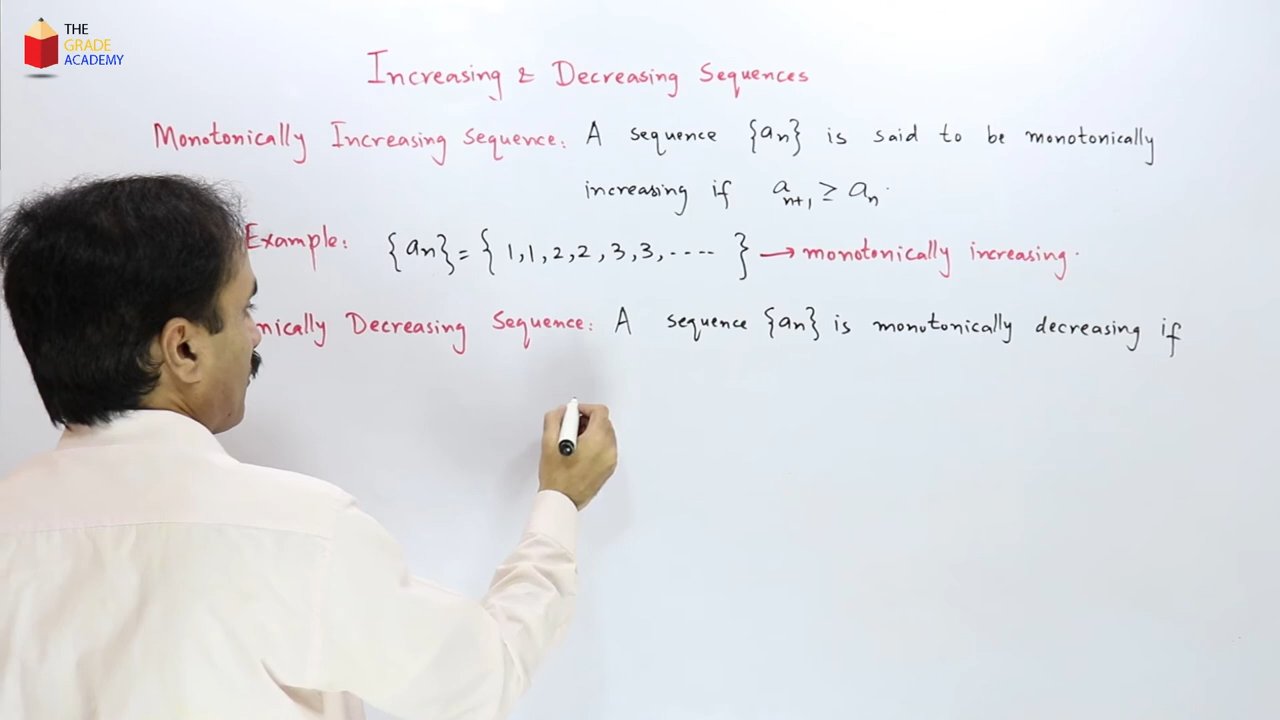 THE
GRADE
ACADEMY
Increasing & Decreasing Sequences
Monotonically Increasing Sequence: A sequence {an} is said to be monotonically
increasing if an+1 ≥ an.
Example: {an} = { 1,1,2,2,3,3,..... } → monotonically increasing.
nically Decreasing Sequence: A sequence {an} is monotonically decreasing if